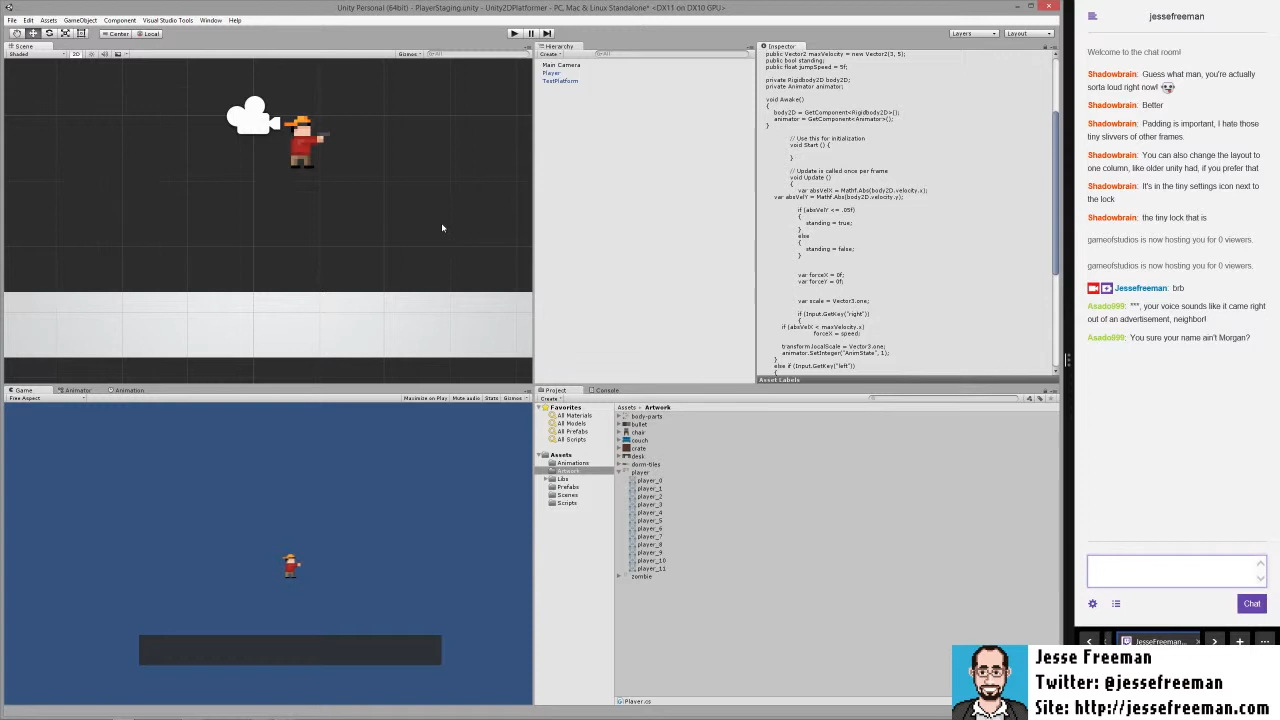 Unity Personal (64bit) - PlayerStaging.unity - Unity2DPlatformer - PC, Mac & Linux Standalone* <DX11 on DX10 GPU>
File Edit Assets GameObject Component Visual Studio Tools Window Help
Center Local
Layers Layout
Scene
Shaded 2D Gizmos All
Hierarchy
Create All
Main Camera
Player
TestPlatform
Inspector
public Vector2 maxVelocity = new Vector2(3, 5);
public bool standing;
public float jumpSpeed = 5f;
private Rigidbody2D body2D;
private Animator animator;
void Awake()
{
body2D = GetComponent<Rigidbody2D>();
animator = GetComponent<Animator>();
}
// Use this for initialization
void Start () {
}
// Update is called once per frame
void Update ()
{
var absVelX = Mathf.Abs(body2D.velocity.x);
var absVelY = Mathf.Abs(body2D.velocity.y);
if (absVelY <= .05f)
{
standing = true;
}
else
{
standing = false;
}
var forceX = 0f;
var forceY = 0f;
var scale = Vector3.one;
if (Input.GetKey("right"))
{
if (absVelX < maxVelocity.x)
forceX = speed;
transform.localScale = Vector3.one;
animator.SetInteger("AnimState", 1);
}
else if (Input.GetKey("left"))
{
Asset Labels
Game Animator Animation
Free Aspect Maximize on Play Mute audio Stats Gizmos
Project Console
Create
Favorites
All Materials
All Models
All Prefabs
All Scripts
Assets
Animations
Artwork
Libs
Prefabs
Scenes
Scripts
Assets Artwork
body-parts
bullet
chair
couch
crate
desk
dorm-tiles
player
player_0
player_1
player_2
player_3
player_4
player_5
player_6
player_7
player_8
player_9
player_10
player_11
zombie
Player.cs
jessefreeman
Welcome to the chat room!
Shadowbrain: Guess what man, you're actually
sorta loud right now!
Shadowbrain: Better
Shadowbrain: Padding is important, I hate those
tiny slivvers of other frames.
Shadowbrain: You can also change the layout to
one column, like older unity had, if you prefer that
Shadowbrain: It's in the tiny settings icon next to
the lock
Shadowbrain: the tiny lock that is
gameofstudios is now hosting you for 0 viewers.
gameofstudios is now hosting you for 0 viewers.
Jessefreeman: brb
Asado999: ***, your voice sounds like it came right
out of an advertisement, neighbor!
Asado999: You sure your name ain't Morgan?
Chat
JesseFreeman...
Jesse Freeman
Twitter: @jessefreeman
Site: http://jessefreeman.com